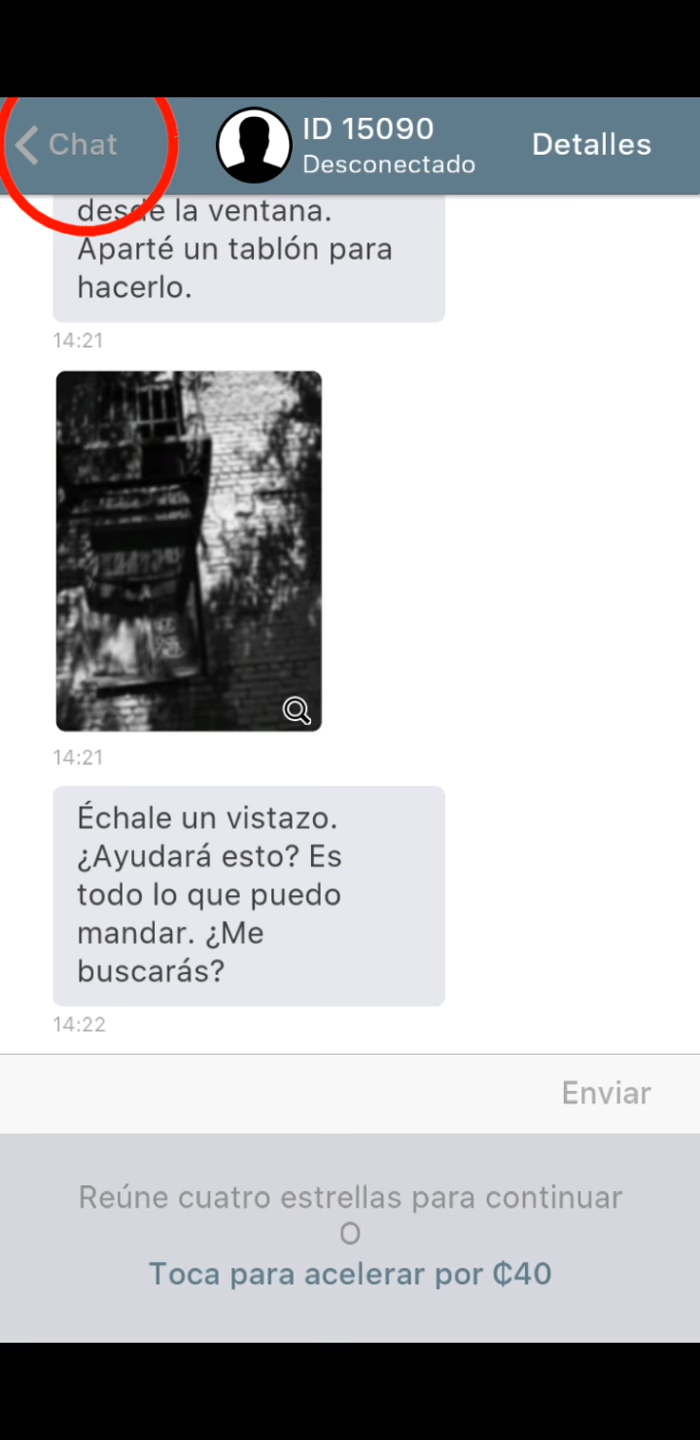 Chat
ID 15090
Desconectado
Detalles
desde la ventana.
Aparté un tablón para
hacerlo.
14:21
14:21
Échale un vistazo.
¿Ayudará esto? Es
todo lo que puedo
mandar. ¿Me
buscarás?
14:22
Enviar
Reúne cuatro estrellas para continuar
O
Toca para acelerar por ₵40